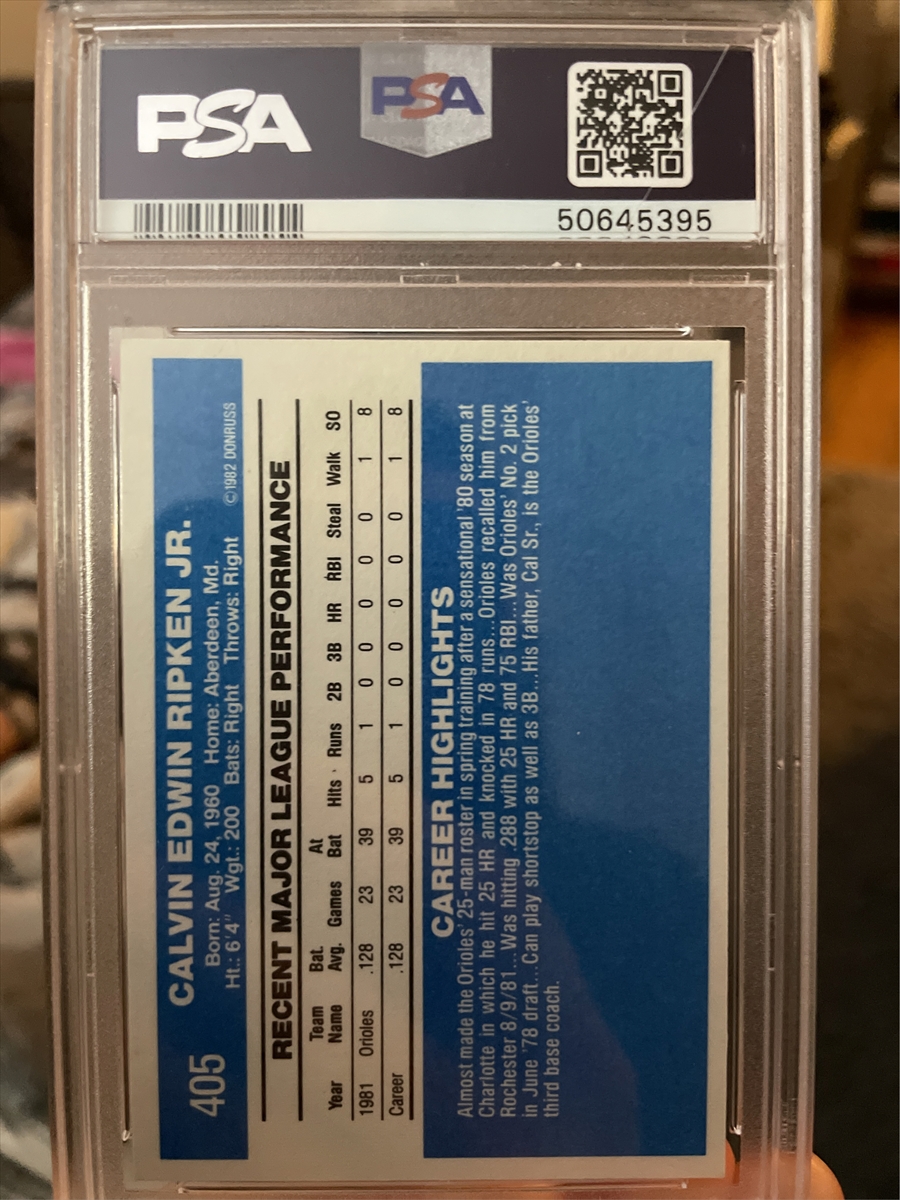 PSA
PSA
50645395
405
CALVIN EDWIN RIPKEN JR.
Born: Aug. 24, 1960 Home: Aberdeen, Md.
Ht.: 6'4" Wgt.: 200 Bats: Right Throws: Right ©1982 DONRUSS
RECENT MAJOR LEAGUE PERFORMANCE
Year Team Name Bat. Avg. Games At Bat Hits Runs 2B 3B HR RBI Steal Walk SO
1981 Orioles .128 23 39 5 1 0 0 0 0 0 1 8
Career .128 23 39 5 1 0 0 0 0 0 1 8
CAREER HIGHLIGHTS
Almost made the Orioles' 25-man roster in spring training after a sensational '80 season at
Charlotte in which he hit 25 HR and knocked in 78 runs...Orioles recalled him from
Rochester 8/9/81...Was hitting .288 with 25 HR and 75 RBI...Was Orioles' No. 2 pick
in June '78 draft...Can play shortstop as well as 3B...His father, Cal Sr., is the Orioles'
third base coach.